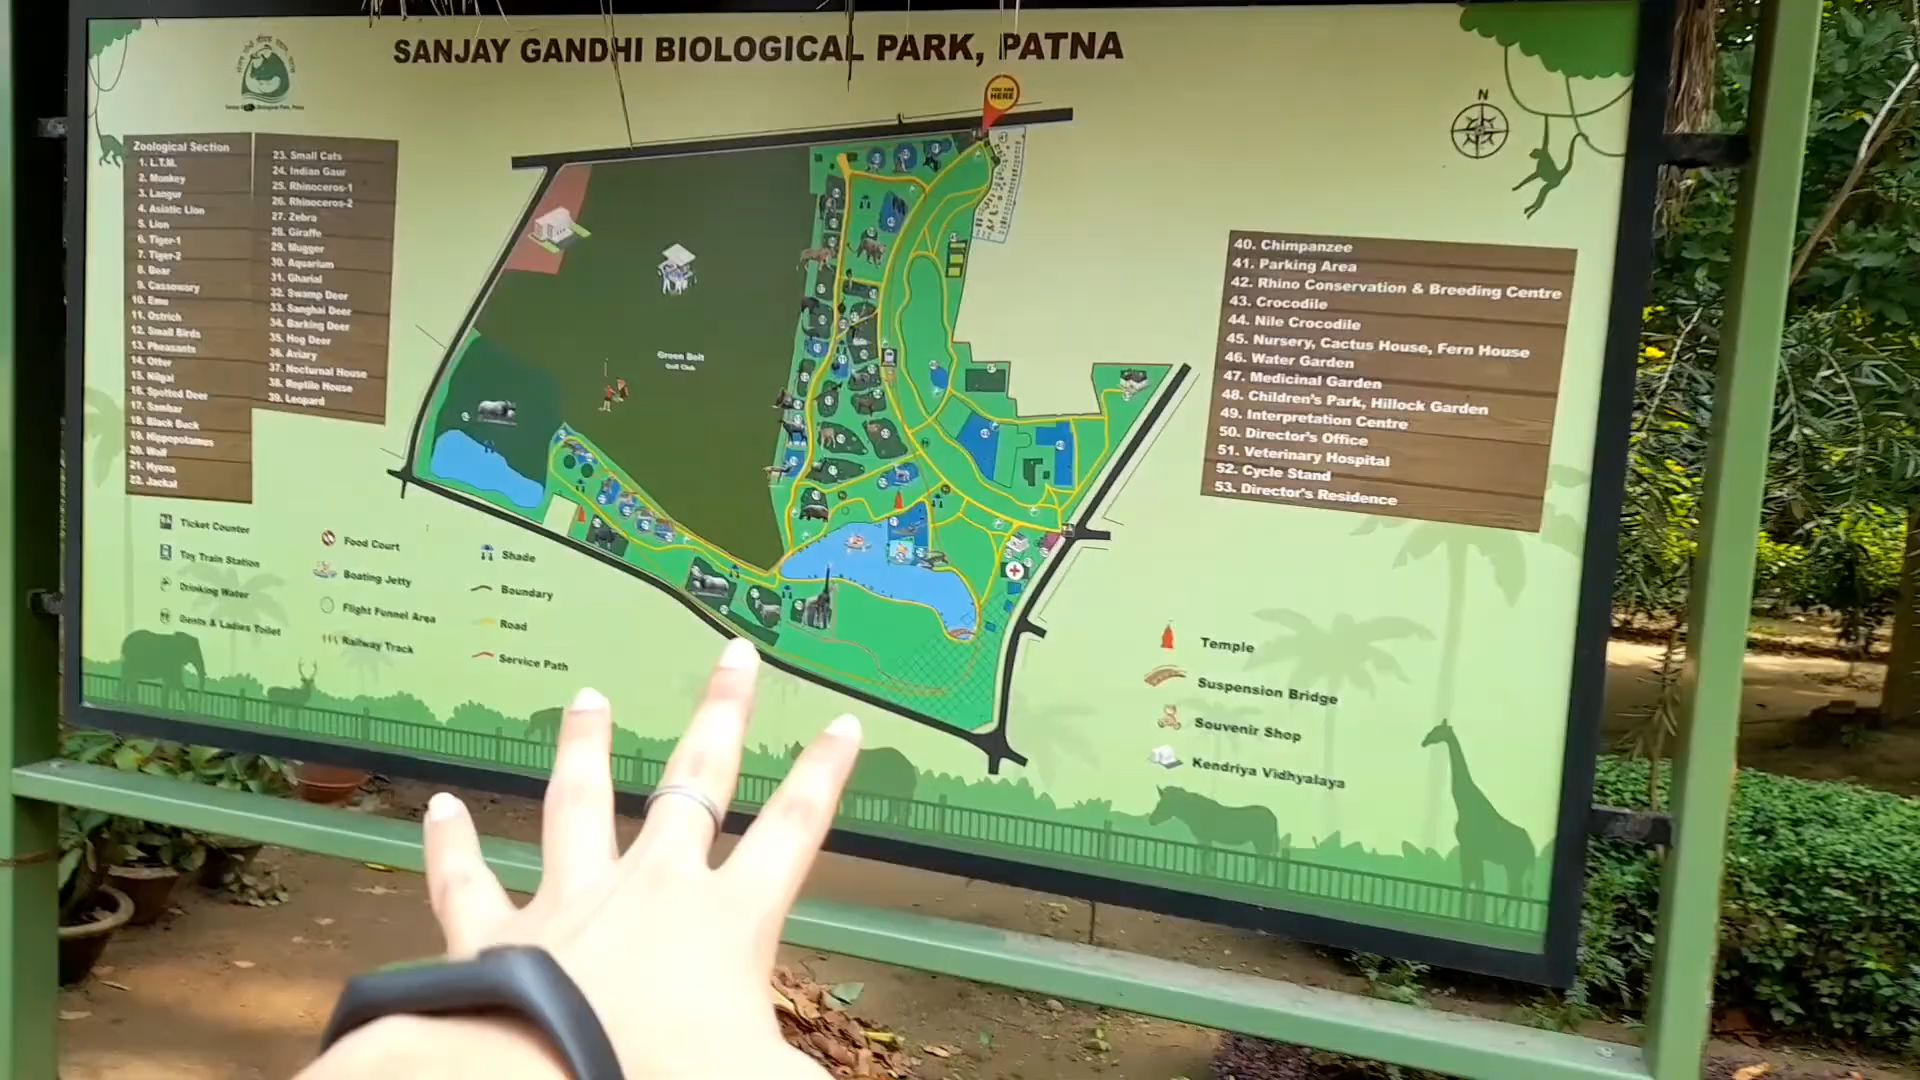 SANJAY GANDHI BIOLOGICAL PARK, PATNA
YOU ARE
HERE
N
Zoological Section
1. L.T.M.
2. Monkey
3. Langur
4. Asiatic Lion
5. Lion
6. Tiger-1
7. Tiger-2
8. Bear
9. Cassowary
10. Emu
11. Ostrich
12. Small Birds
13. Pheasants
14. Otter
15. Nilgai
16. Spotted Deer
17. Sambar
18. Black Buck
19. Hippopotamus
20. Wolf
21. Hyena
22. Jackal
23. Small Cats
24. Indian Gaur
25. Rhinoceros-1
26. Rhinoceros-2
27. Zebra
28. Giraffe
29. Mugger
30. Aquarium
31. Gharial
32. Swamp Deer
33. Sanghai Deer
34. Barking Deer
35. Hog Deer
36. Aviary
37. Nocturnal House
38. Reptile House
39. Leopard
Green Belt
Golf Club
40. Chimpanzee
41. Parking Area
42. Rhino Conservation & Breeding Centre
43. Crocodile
44. Nile Crocodile
45. Nursery, Cactus House, Fern House
46. Water Garden
47. Medicinal Garden
48. Children's Park, Hillock Garden
49. Interpretation Centre
50. Director's Office
51. Veterinary Hospital
52. Cycle Stand
53. Director's Residence
Ticket Counter
Toy Train Station
Drinking Water
Gents & Ladies Toilet
Food Court
Boating Jetty
Flight Funnel Area
Railway Track
Shade
Boundary
Road
Service Path
Temple
Suspension Bridge
Souvenir Shop
Kendriya Vidhyalaya